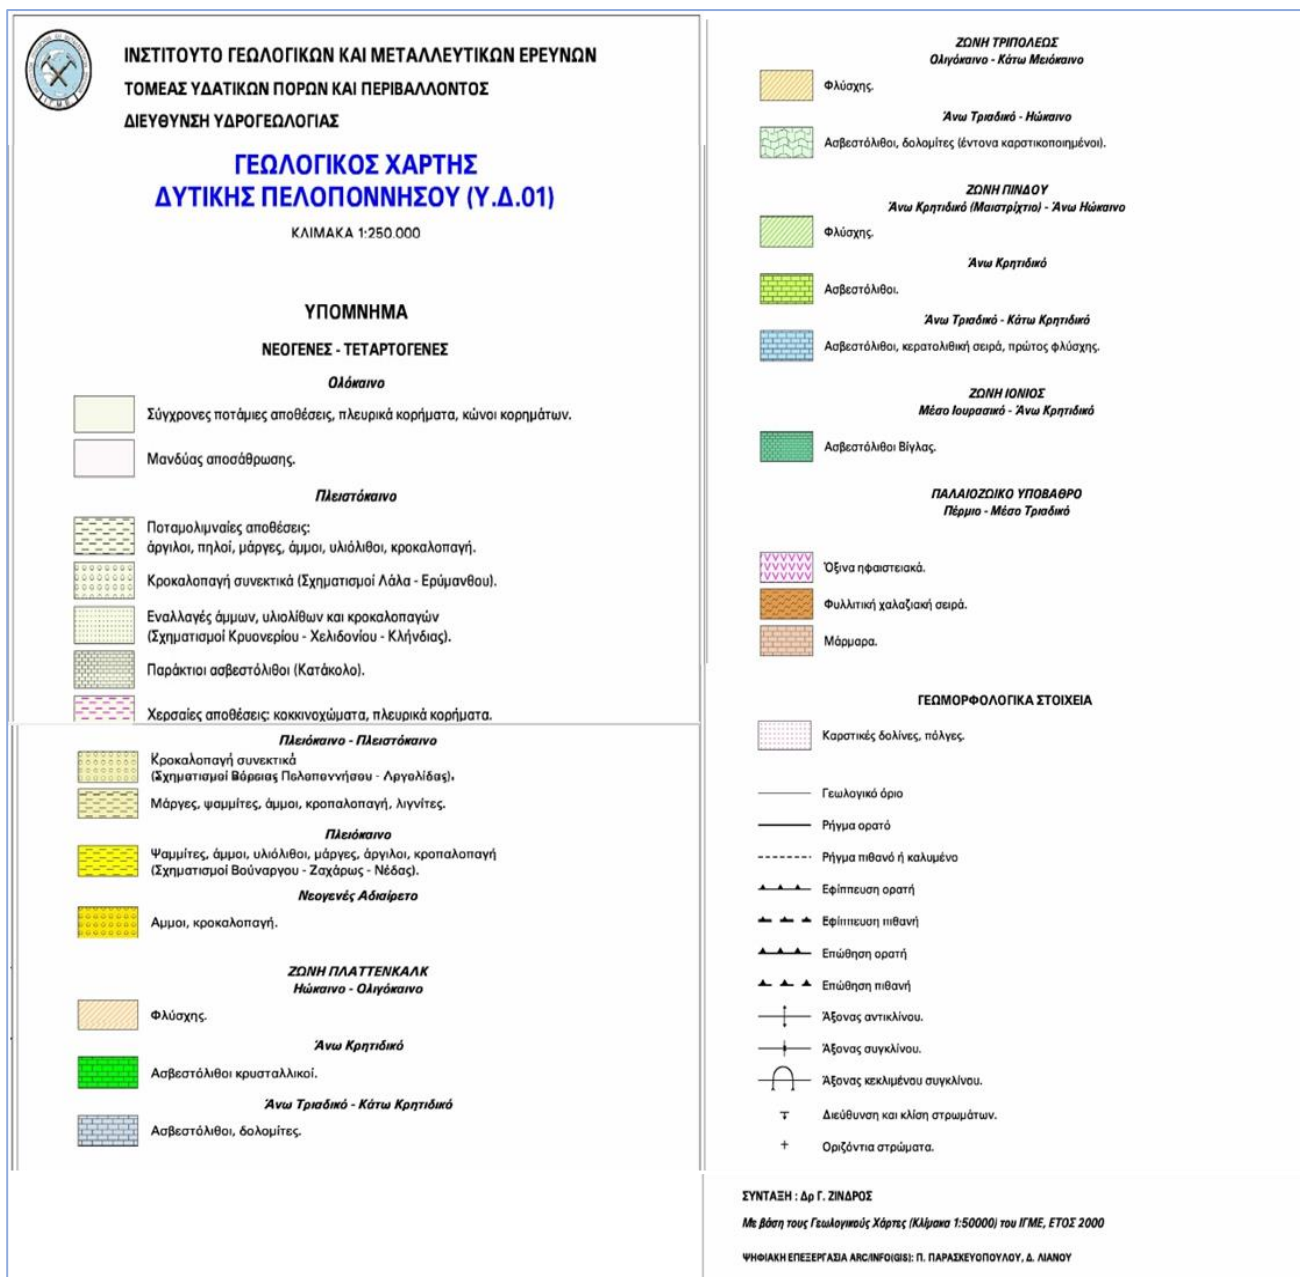 ΙΝΣΤΙΤΟΥΤΟ ΓΕΩΛΟΓΙΚΩΝ ΚΑΙ ΜΕΤΑΛΛΕΥΤΙΚΩΝ ΕΡΕΥΝΩΝ
ΤΟΜΕΑΣ ΥΔΑΤΙΚΩΝ ΠΟΡΩΝ ΚΑΙ ΠΕΡΙΒΑΛΛΟΝΤΟΣ
ΔΙΕΥΘΥΝΣΗ ΥΔΡΟΓΕΩΛΟΓΙΑΣ
ΓΕΩΛΟΓΙΚΟΣ ΧΑΡΤΗΣ
ΔΥΤΙΚΗΣ ΠΕΛΟΠΟΝΝΗΣΟΥ (Υ.Δ.01)
ΚΛΙΜΑΚΑ 1:250.000
ΥΠΟΜΝΗΜΑ
ΝΕΟΓΕΝΕΣ - ΤΕΤΑΡΤΟΓΕΝΕΣ
Ολόκαινο
Σύγχρονες ποτάμιες αποθέσεις, πλευρικά κορήματα, κώνοι κορημάτων.
Μανδύας αποσάθρωσης.
Πλειστόκαινο
Ποταμολιμναίες αποθέσεις:
άργιλοι, πηλοί, μάργες, άμμοι, υλιόλιθοι, κροκαλοπαγή.
Κροκαλοπαγή συνεκτικά (Σχηματισμοί Λάλα - Ερύμανθου).
Εναλλαγές άμμων, υλιολίθων και κροκαλοπαγών
(Σχηματισμοί Κρυονερίου - Χελιδονίου - Κλήνδιας).
Παράκτιοι ασβεστόλιθοι (Κατάκολο).
Χερσαίες αποθέσεις: κοκκινοχώματα, πλευρικά κορήματα.
Πλειόκαινο - Πλειστόκαινο
Κροκαλοπαγή συνεκτικά
(Σχηματισμοί Βόρειας Πελοποννήσου - Αργολίδας).
Μάργες, ψαμμίτες, άμμοι, κροπαλοπαγή, λιγνίτες.
Πλειόκαινο
Ψαμμίτες, άμμοι, υλιόλιθοι, μάργες, άργιλοι, κροπαλοπαγή
(Σχηματισμοί Βούναργου - Ζαχάρως - Νέδας).
Νεογενές Αδιαίρετο
Αμμοι, κροκαλοπαγή.
ΖΩΝΗ ΠΛΑΤΤΕΝΚΑΛΚ
Ηώκαινο - Ολιγόκαινο
Φλύσχης.
Άνω Κρητιδικό
Ασβεστόλιθοι κρυσταλλικοί.
Άνω Τριαδικό - Κάτω Κρητιδικό
Ασβεστόλιθοι, δολομίτες.
ΖΩΝΗ ΤΡΙΠΟΛΕΩΣ
Ολιγόκαινο - Κάτω Μειόκαινο
Φλύσχης.
Άνω Τριαδικό - Ηώκαινο
Ασβεστόλιθοι, δολομίτες (έντονα καρστικοποιημένοι).
ΖΩΝΗ ΠΙΝΔΟΥ
Άνω Κρητιδικό (Μαιστρίχτιο) - Άνω Ηώκαινο
Φλύσχης.
Άνω Κρητιδικό
Ασβεστόλιθοι.
Άνω Τριαδικό - Κάτω Κρητιδικό
Ασβεστόλιθοι, κερατολιθική σειρά, πρώτος φλύσχης.
ΖΩΝΗ ΙΟΝΙΟΣ
Μέσο Ιουρασικό - Άνω Κρητιδικό
Ασβεστόλιθοι Βίγλας.
ΠΑΛΑΙΟΖΩΙΚΟ ΥΠΟΒΑΘΡΟ
Πέρμιο - Μέσο Τριαδικό
Όξινα ηφαιστειακά.
Φυλλιτική χαλαζιακή σειρά.
Μάρμαρα.
ΓΕΩΜΟΡΦΟΛΟΓΙΚΑ ΣΤΟΙΧΕΙΑ
Καρστικές δολίνες, πόλγες.
Γεωλογικό όριο
Ρήγμα ορατό
Ρήγμα πιθανό ή καλυμένο
Εφίππευση ορατή
Εφίππευση πιθανή
Επώθηση ορατή
Επώθηση πιθανή
Άξονας αντικλίνου.
Άξονας συγκλίνου.
Άξονας κεκλιμένου συγκλίνου.
Διεύθυνση και κλίση στρωμάτων.
Οριζόντια στρώματα.
ΣΥΝΤΑΞΗ : Δρ Γ. ΖΙΝΔΡΟΣ
Με βάση τους Γεωλογικούς Χάρτες (Κλίμακα 1:50000) του ΙΓΜΕ, ΕΤΟΣ 2000
ΨΗΦΙΑΚΗ ΕΠΕΞΕΡΓΑΣΙΑ ARC/INFO(GIS): Π. ΠΑΡΑΣΚΕΥΟΠΟΥΛΟΥ, Δ. ΛΙΑΝΟΥ